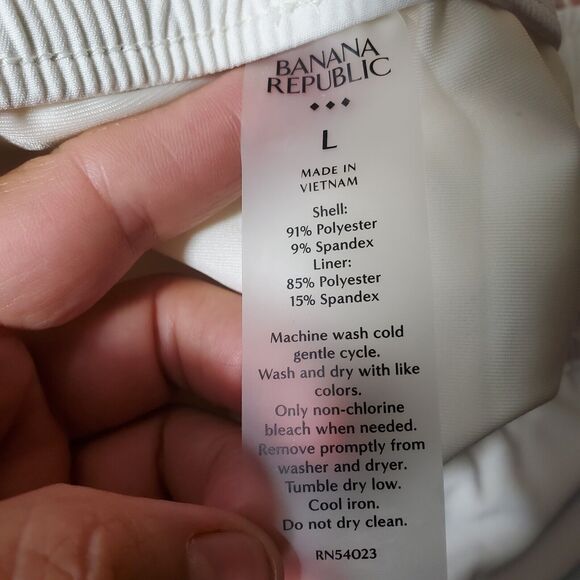 BANANA
REPUBLIC
L
MADE IN
VIETNAM
Shell:
91% Polyester
9% Spandex
Liner:
85% Polyester
15% Spandex
Machine wash cold
gentle cycle.
Wash and dry with like
colors.
Only non-chlorine
bleach when needed.
Remove promptly from
washer and dryer.
Tumble dry low.
Cool iron.
Do not dry clean.
RN54023